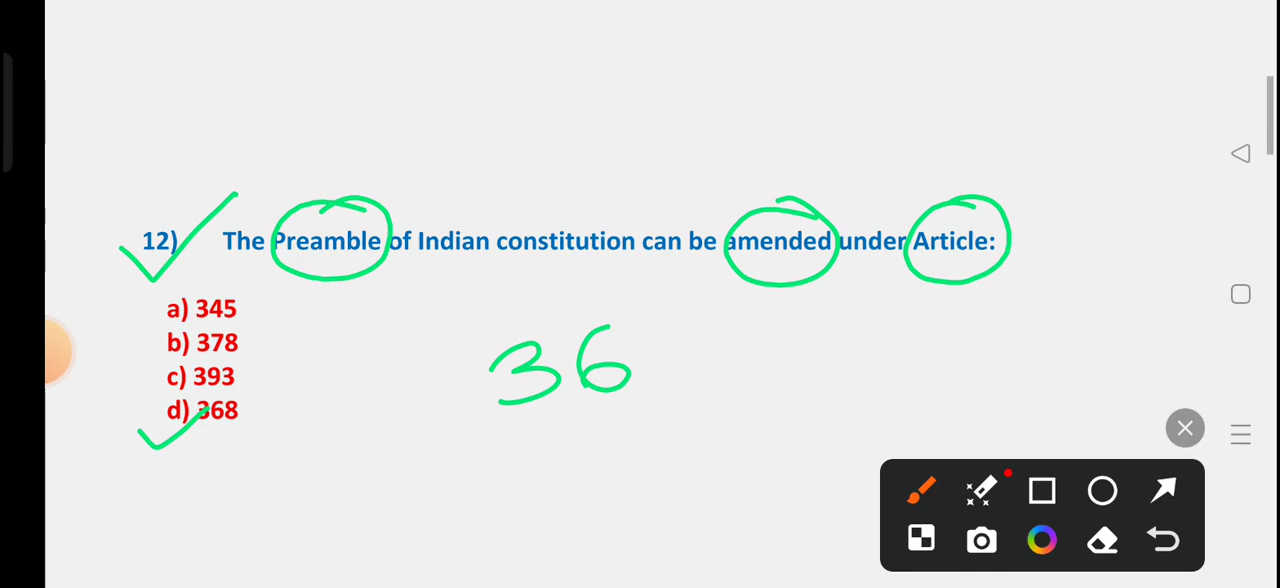 12) The Preamble of Indian constitution can be amended under Article:
a) 345
b) 378
c) 393
d) 368
36